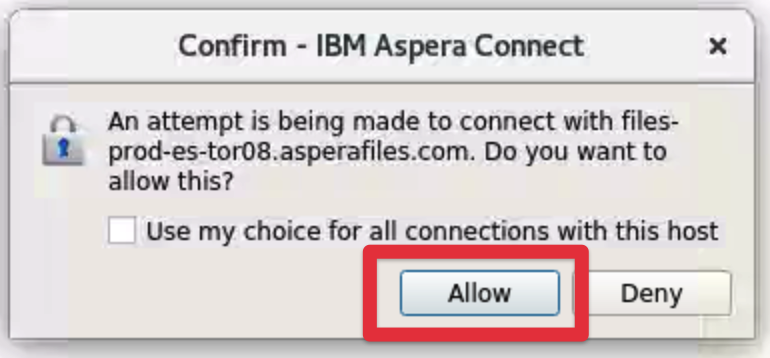 Confirm - IBM Aspera Connect
An attempt is being made to connect with files-
prod-es-tor08.asperafiles.com. Do you want to
allow this?
Use my choice for all connections with this host
Allow
Deny